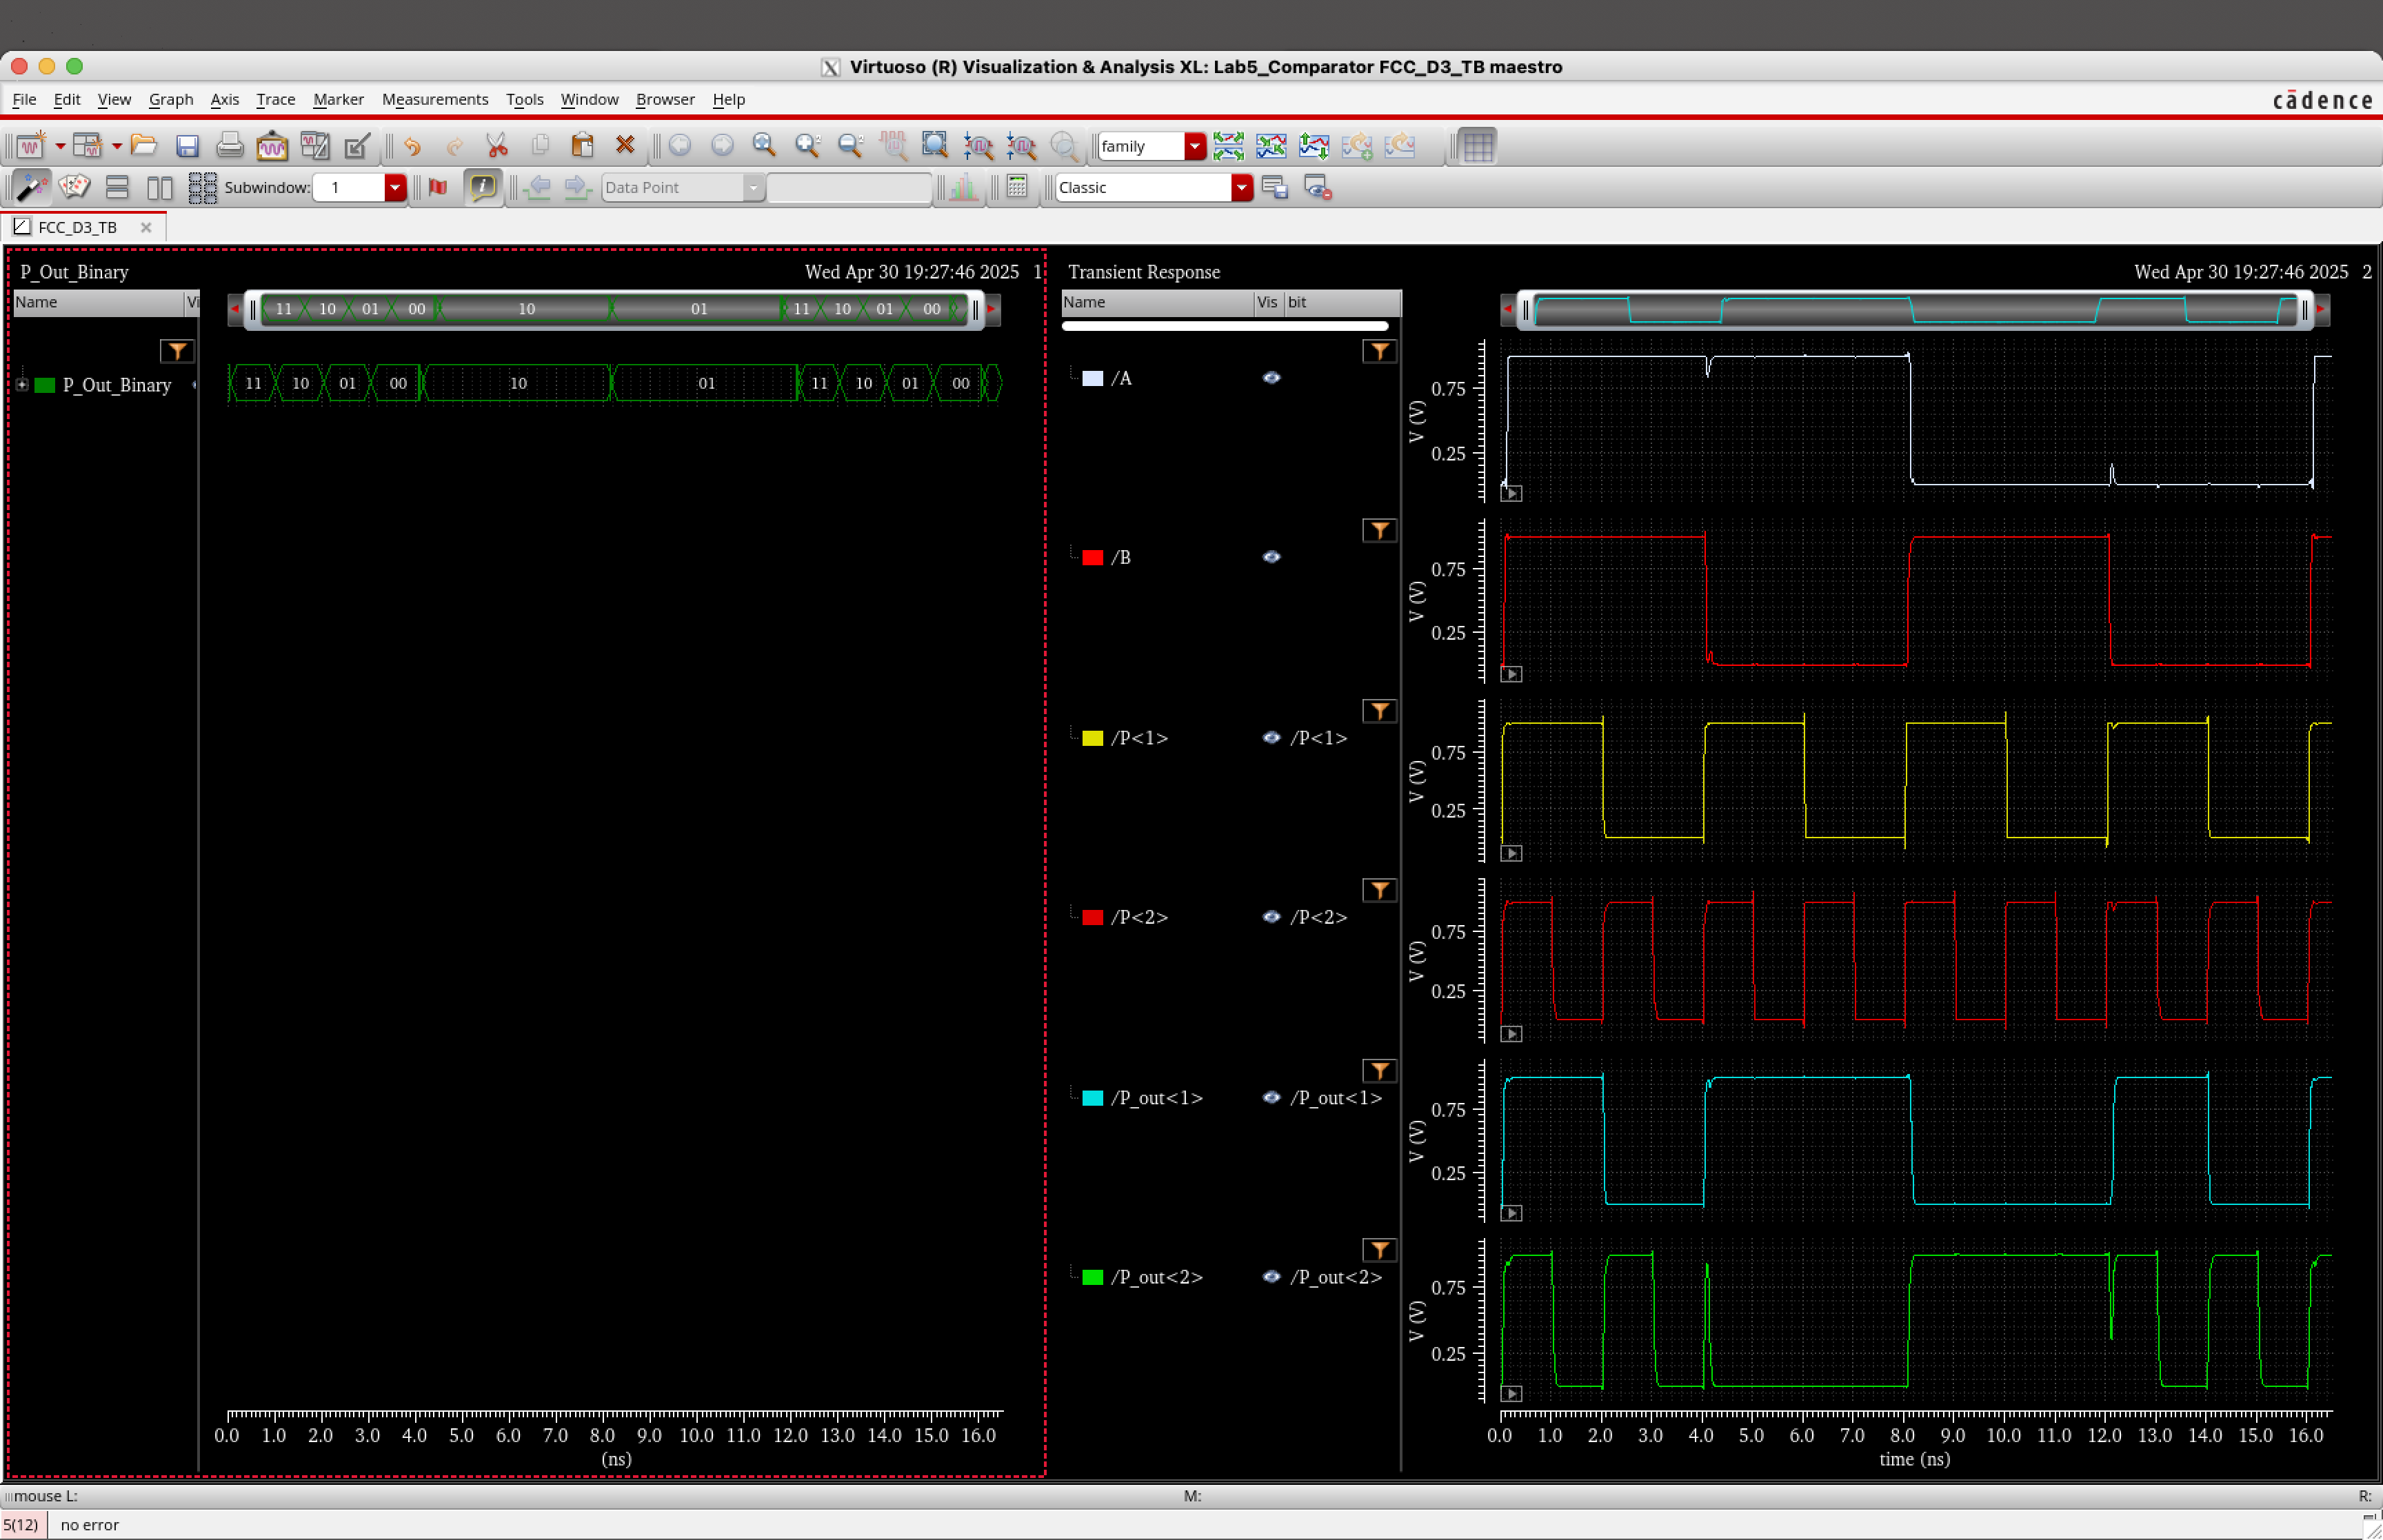 Virtuoso (R) Visualization & Analysis XL: Lab5_Comparator FCC_D3_TB maestro
File Edit View Graph Axis Trace Marker Measurements Tools Window Browser Help
cādence
family
Subwindow: 1 Data Point Classic
FCC_D3_TB
P_Out_Binary Wed Apr 30 19:27:46 2025 1
Name Vi
11 10 01 00 10 01 11 10 01 00
P_Out_Binary
11 10 01 00 10 01 11 10 01 00
0.0 1.0 2.0 3.0 4.0 5.0 6.0 7.0 8.0 9.0 10.0 11.0 12.0 13.0 14.0 15.0 16.0
(ns)
Transient Response Wed Apr 30 19:27:46 2025 2
Name Vis bit
/A
V (V)
0.75
0.25
/B
V (V)
0.75
0.25
/P<1> /P<1>
V (V)
0.75
0.25
/P<2> /P<2>
V (V)
0.75
0.25
/P_out<1> /P_out<1>
V (V)
0.75
0.25
/P_out<2> /P_out<2>
V (V)
0.75
0.25
0.0 1.0 2.0 3.0 4.0 5.0 6.0 7.0 8.0 9.0 10.0 11.0 12.0 13.0 14.0 15.0 16.0
time (ns)
mouse L: M: R:
5(12) no error